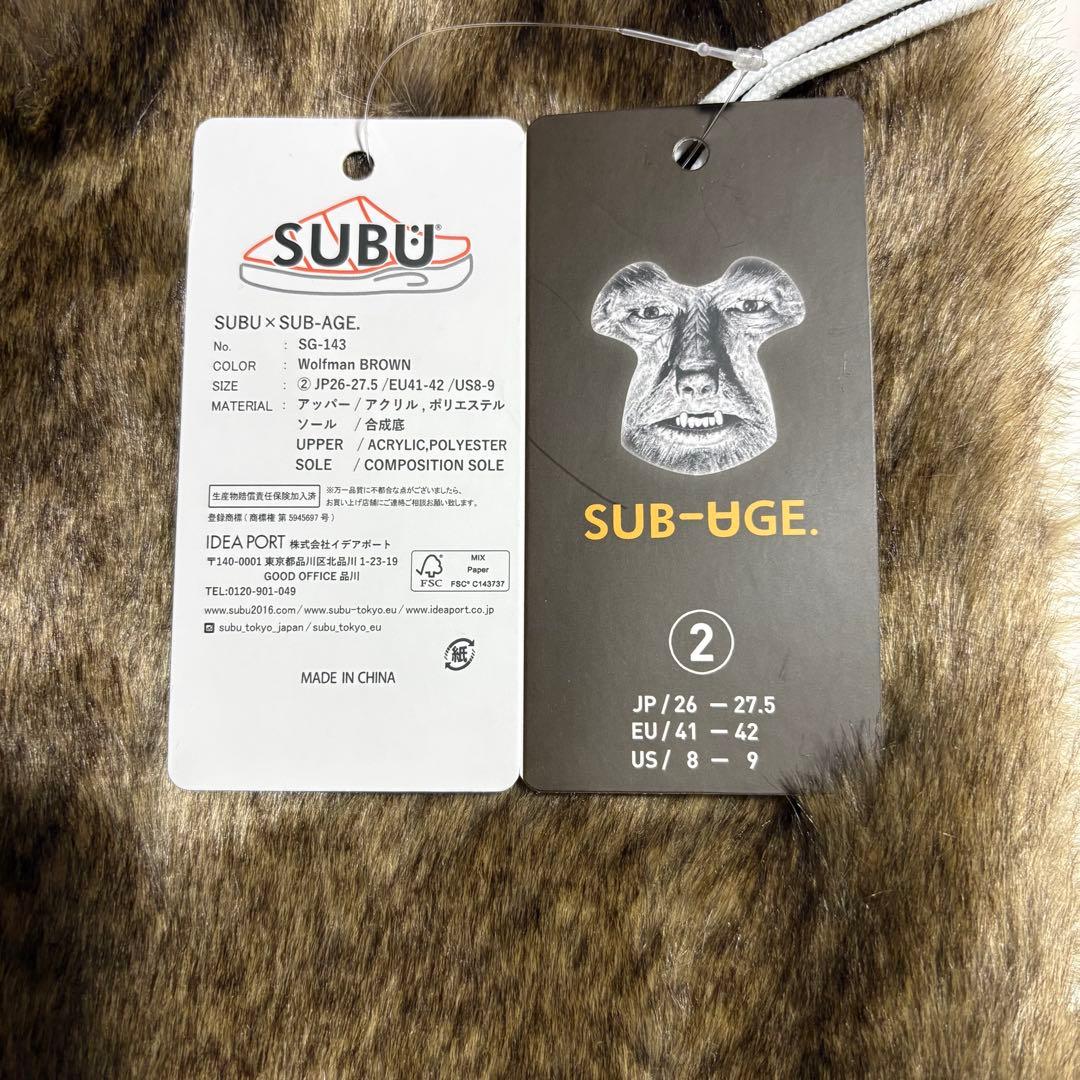 SUBU®
SUBU×SUB-AGE.
No. : SG-143
COLOR : Wolfman BROWN
SIZE : ② JP26-27.5 /EU41-42 /US8-9
MATERIAL : アッパー / アクリル , ポリエステル
ソール / 合成底
UPPER / ACRYLIC,POLYESTER
SOLE / COMPOSITION SOLE
生産物賠償責任保険加入済
※万一品質に不都合な点がございましたら、
お買い上げ店舗にご連絡ご相談お願い致します。
登録商標 ( 商標権 第 5945697 号 )
IDEA PORT 株式会社イデアポート
〒140-0001 東京都品川区北品川 1-23-19
GOOD OFFICE 品川
TEL:0120-901-049
FSC
MIX
Paper
FSC® C143737
www.subu2016.com / www.subu-tokyo.eu / www.ideaport.co.jp
subu_tokyo_japan / subu_tokyo_eu
紙
MADE IN CHINA
SUB-AGE.
2
JP / 26 — 27.5
EU / 41 — 42
US / 8 — 9